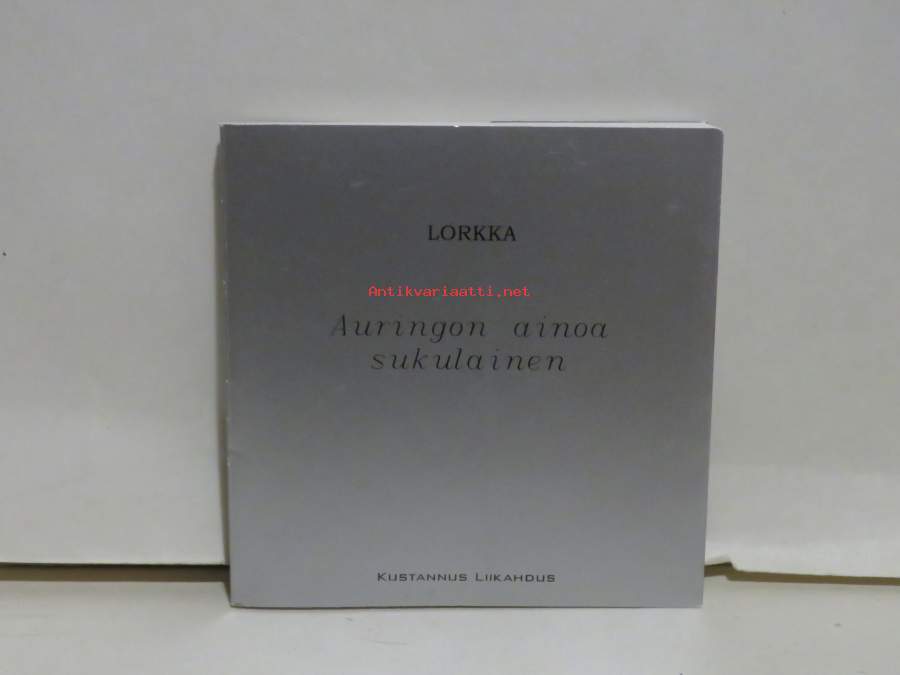 LORKKA
Antikvariaatti.net
Auringon ainoa
sukulainen
KUSTANNUS LIIKAHDUS